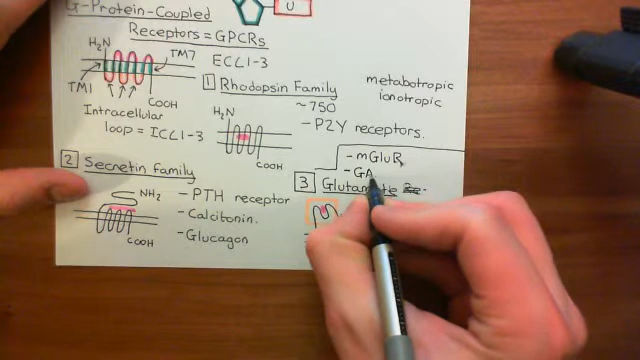 G-Protein-Coupled
Receptors = GPCRs
U
H₂N
TM7
ECL1-3
TM1
COOH
Intracellular
loop = ICL1-3
1 Rhodopsin Family
~750
- P2Y receptors.
H₂N
COOH
metabotropic
ionotropic
2 Secretin Family
NH₂
COOH
- PTH receptor
- Calcitonin.
- Glucagon
- mGluR
- GA
3 Glutamate